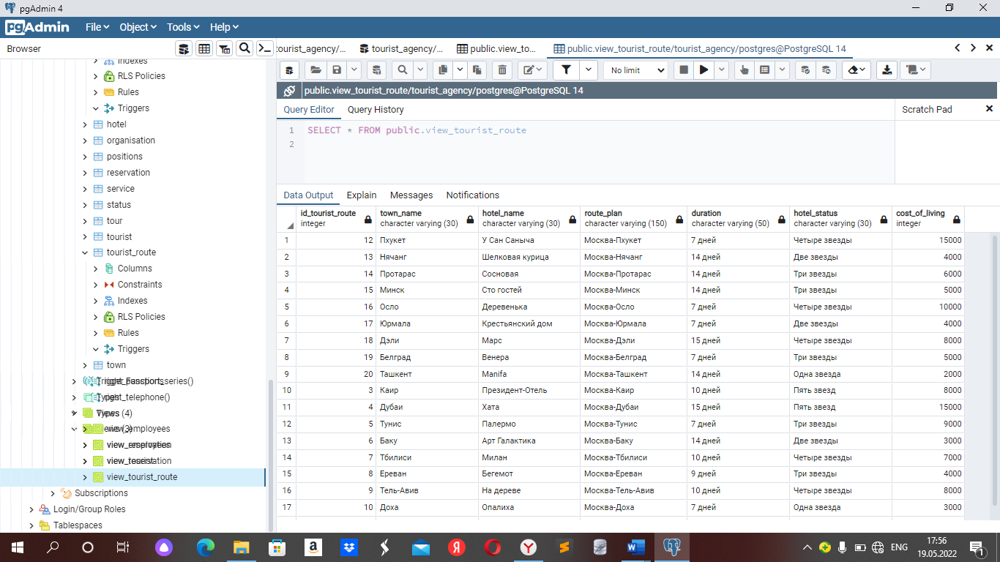 pgAdmin 4
pgAdmin File Object Tools Help
Browser
tourist_agency/... tourist_agency/... public.view_to... public.view_tourist_route/tourist_agency/postgres@PostgreSQL 14
No limit
public.view_tourist_route/tourist_agency/postgres@PostgreSQL 14
Query Editor Query History
Scratch Pad
1 SELECT * FROM public.view_tourist_route
2
Indexes
RLS Policies
Rules
Triggers
hotel
organisation
positions
reservation
service
status
tour
tourist
tourist_route
Columns
Constraints
Indexes
RLS Policies
Rules
Triggers
town
view_tourist_route
Subscriptions
Login/Group Roles
Tablespaces
Data Output Explain Messages Notifications
id_tourist_route town_name hotel_name route_plan duration hotel_status cost_of_living
integer character varying (30) character varying (30) character varying (150) character varying (50) character varying (30) integer
1 12 Пхукет У Сан Саныча Москва-Пхукет 7 дней Четыре звезды 15000
2 13 Нячанг Шелковая курица Москва-Нячанг 14 дней Две звезды 4000
3 14 Протарас Сосновая Москва-Протарас 14 дней Три звезды 6000
4 15 Минск Сто гостей Москва-Минск 14 дней Три звезды 5000
5 16 Осло Деревенька Москва-Осло 7 дней Четыре звезды 10000
6 17 Юрмала Крестьянский дом Москва-Юрмала 7 дней Две звезды 4000
7 18 Дэли Марс Москва-Дэли 15 дней Четыре звезды 8000
8 19 Белград Венера Москва-Белград 7 дней Три звезды 5000
9 20 Ташкент Manifa Москва-Ташкент 14 дней Одна звезда 2000
10 3 Каир Президент-Отель Москва-Каир 10 дней Пять звезд 8000
11 4 Дубаи Хата Москва-Дубаи 15 дней Пять звезд 15000
12 5 Тунис Палермо Москва-Тунис 7 дней Три звезды 9000
13 6 Баку Арт Галактика Москва-Баку 14 дней Две звезды 3000
14 7 Тбилиси Милан Москва-Тбилиси 10 дней Четыре звезды 7000
15 8 Ереван Бегемот Москва-Ереван 9 дней Три звезды 4000
16 9 Тель-Авив На дереве Москва-Тель-Авив 10 дней Четыре звезды 8000
17 10 Доха Опалиха Москва-Доха 7 дней Одна звезда 3000
ENG
17:56
19.05.2022
1